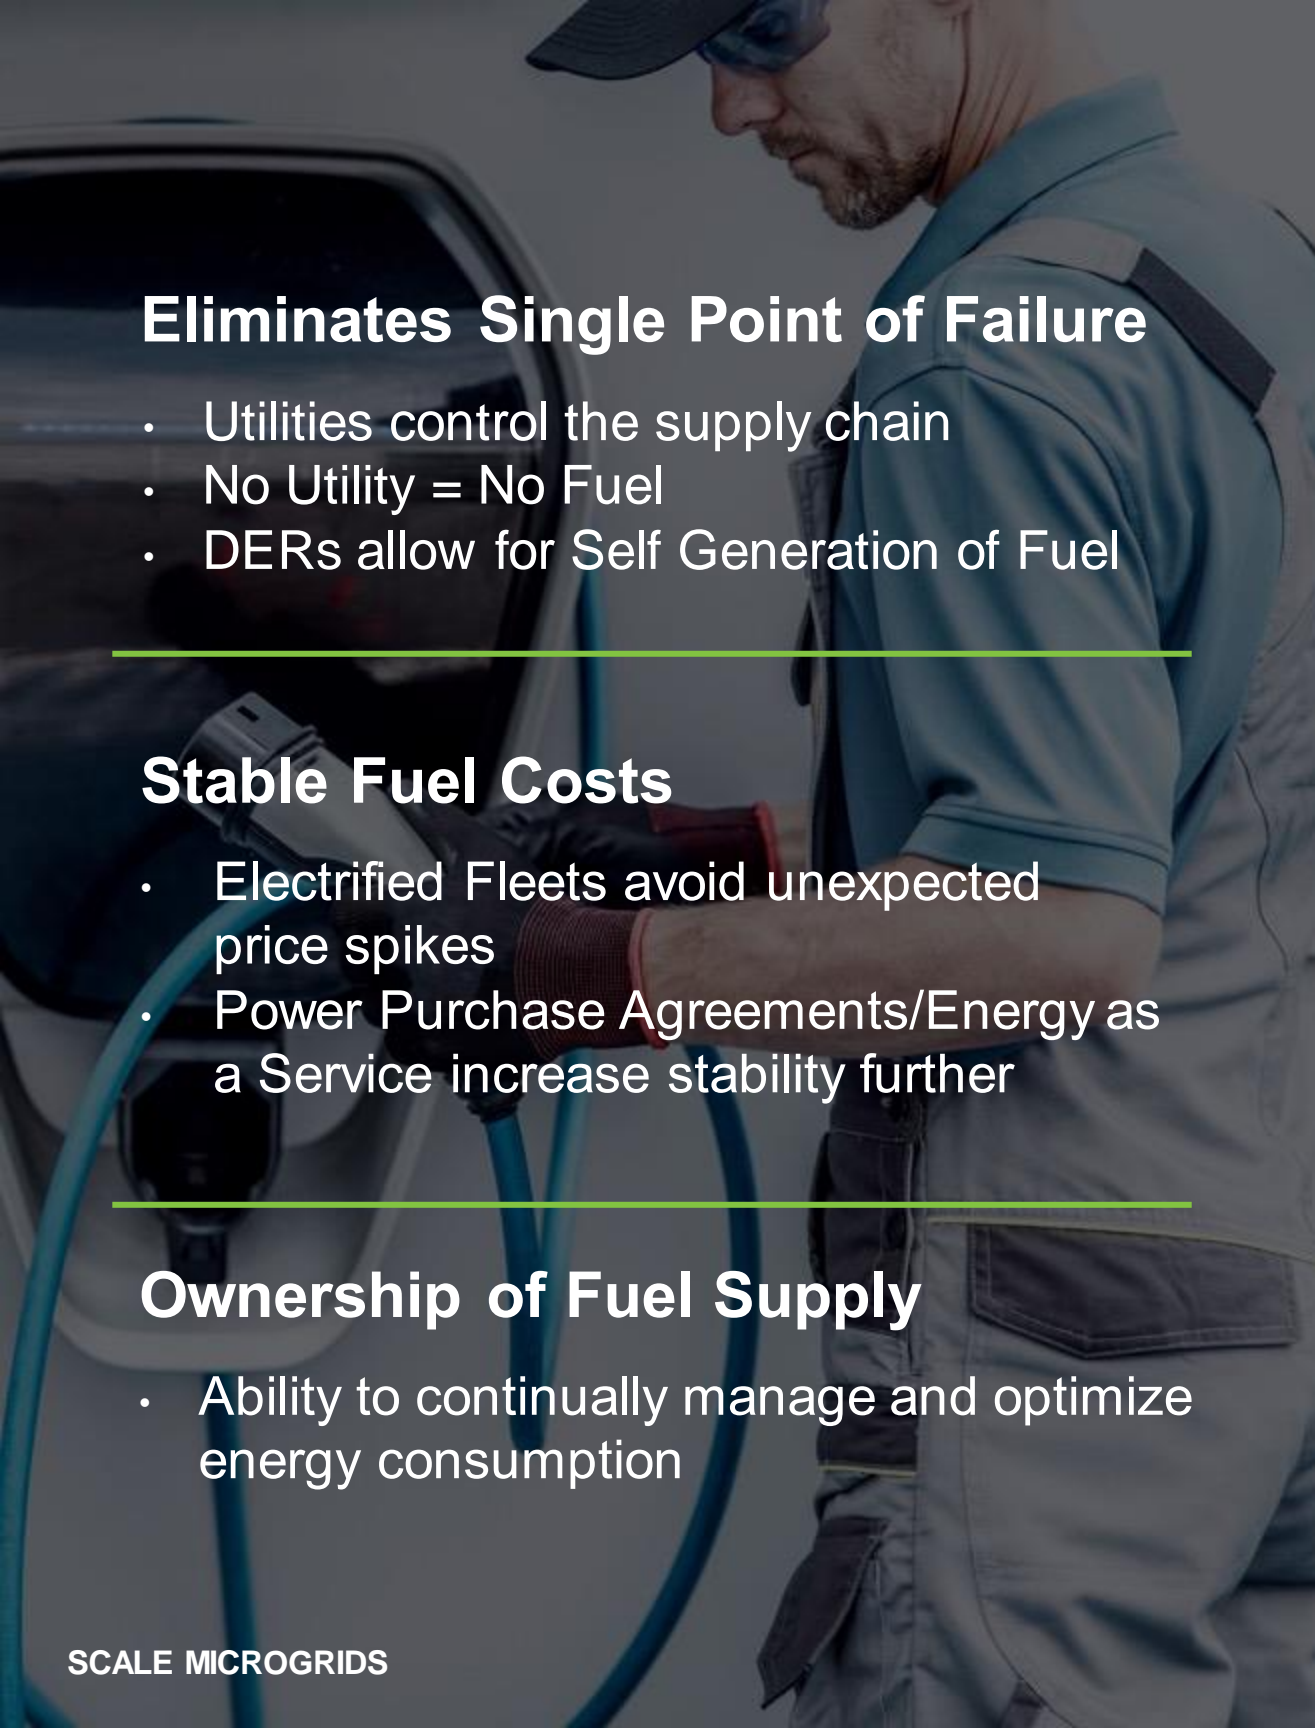 Eliminates Single Point of Failure
• Utilities control the supply chain
• No Utility = No Fuel
• DERs allow for Self Generation of Fuel
Stable Fuel Costs
• Electrified Fleets avoid unexpected
price spikes
• Power Purchase Agreements/Energy as
a Service increase stability further
Ownership of Fuel Supply
• Ability to continually manage and optimize
energy consumption
SCALE MICROGRIDS